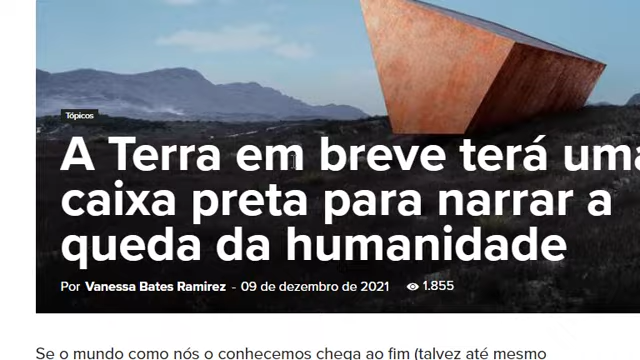 Tópicos
A Terra em breve terá uma
caixa preta para narrar a
queda da humanidade
Por Vanessa Bates Ramirez - 09 de dezembro de 2021 1.855
Se o mundo como nós o conhecemos chega ao fim (talvez até mesmo